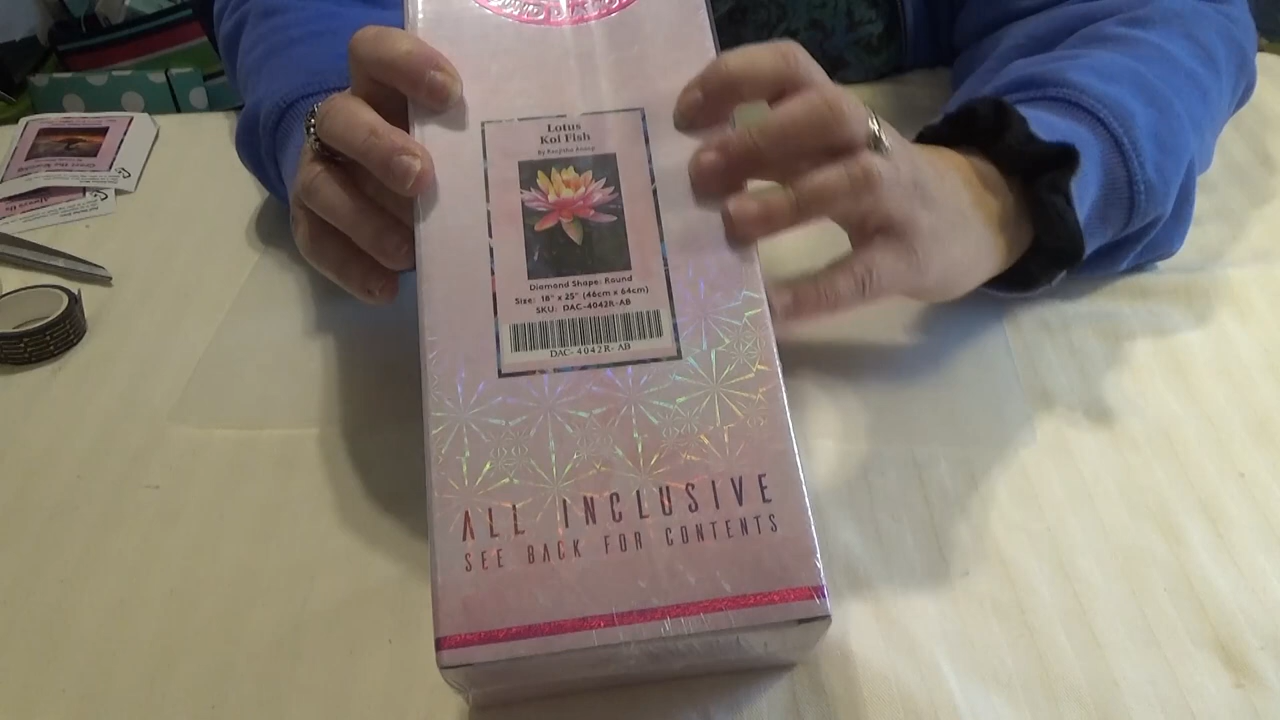 Lotus
Koi Fish
Diamond Shape: Round
Size: 18" x 25" (46cm x 64cm)
SKU: DAC-4042R-AB
DAC-4042R-AB
ALL INCLUSIVE
SEE BACK FOR CONTENTS